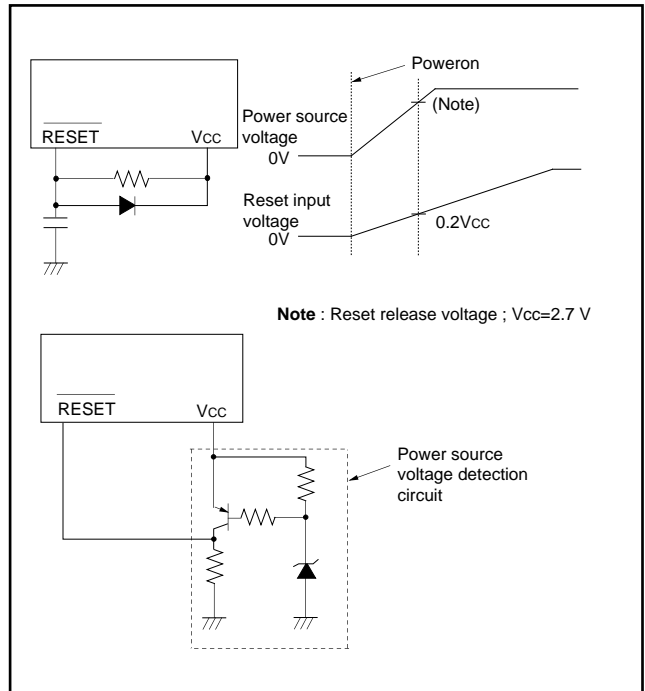 Poweron
(Note)
Power source
voltage
0V
RESET
Vcc
Reset input
voltage
0V
0.2Vcc
Note : Reset release voltage ; Vcc=2.7 V
RESET
Vcc
Power source
voltage detection
circuit